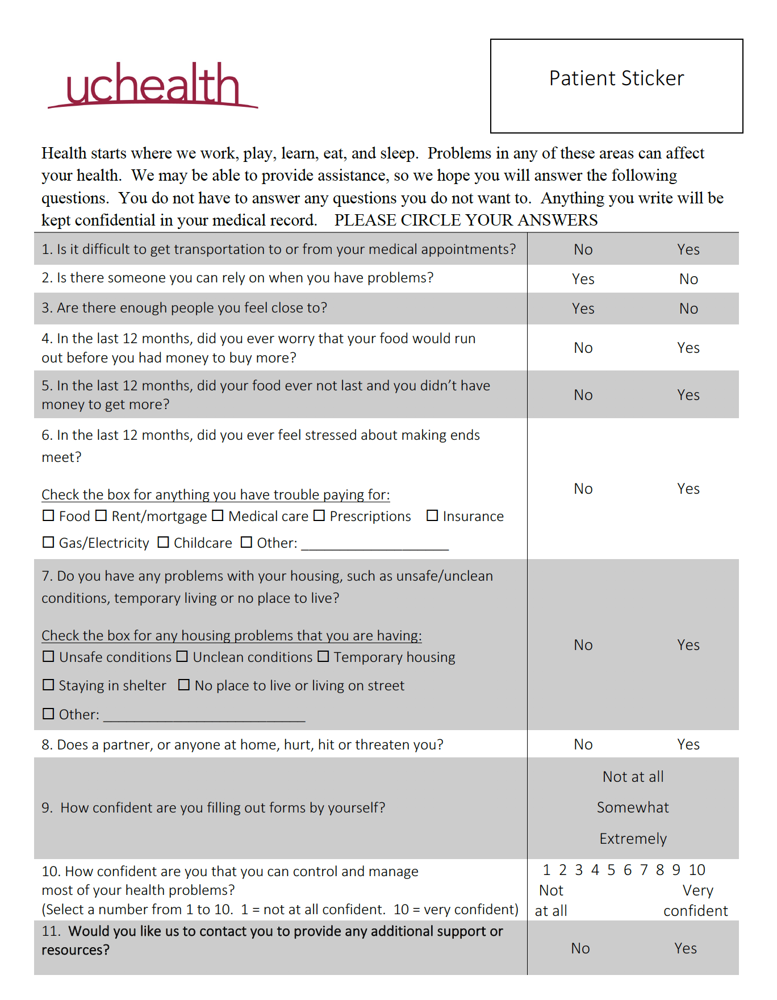 uchealth
Patient Sticker
Health starts where we work, play, learn, eat, and sleep.  Problems in any of these areas can affect
your health.  We may be able to provide assistance, so we hope you will answer the following
questions.  You do not have to answer any questions you do not want to.  Anything you write will be
kept confidential in your medical record.    PLEASE CIRCLE YOUR ANSWERS
1. Is it difficult to get transportation to or from your medical appointments? No Yes
2. Is there someone you can rely on when you have problems? Yes No
3. Are there enough people you feel close to? Yes No
4. In the last 12 months, did you ever worry that your food would run
out before you had money to buy more?
No Yes
5. In the last 12 months, did your food ever not last and you didn’t have
money to get more?
No Yes
6. In the last 12 months, did you ever feel stressed about making ends
meet?
Check the box for anything you have trouble paying for:
☐ Food ☐ Rent/mortgage ☐ Medical care ☐ Prescriptions ☐ Insurance
☐ Gas/Electricity ☐ Childcare ☐ Other: ____________________
No Yes
7. Do you have any problems with your housing, such as unsafe/unclean
conditions, temporary living or no place to live?
Check the box for any housing problems that you are having:
☐ Unsafe conditions ☐ Unclean conditions ☐ Temporary housing
☐ Staying in shelter ☐ No place to live or living on street
☐ Other: ___________________________
No Yes
8. Does a partner, or anyone at home, hurt, hit or threaten you? No Yes
9.  How confident are you filling out forms by yourself?
Not at all
Somewhat
Extremely
10. How confident are you that you can control and manage
most of your health problems?
(Select a number from 1 to 10.  1 = not at all confident.  10 = very confident)
1 2 3 4 5 6 7 8 9 10
Not Very
at all confident
11.  Would you like us to contact you to provide any additional support or
resources?
No Yes